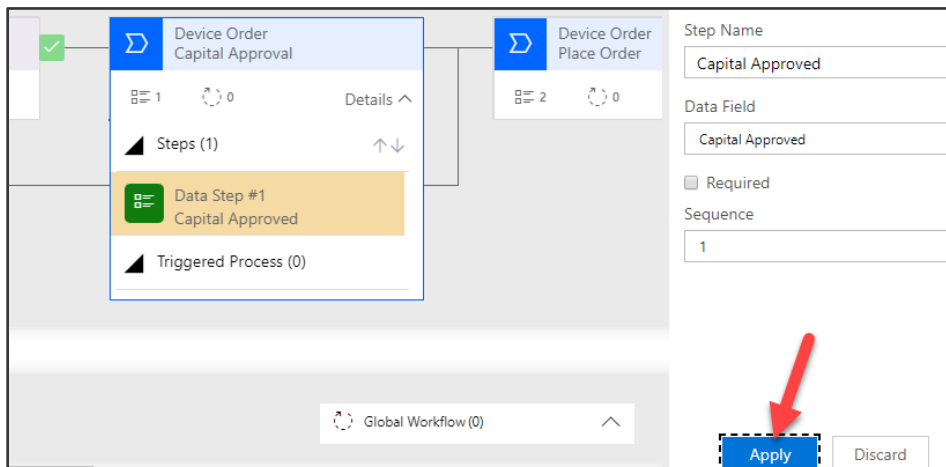 Device Order
Capital Approval
1
0
Details
Steps (1)
Data Step #1
Capital Approved
Triggered Process (0)
Device Order
Place Order
2
0
Global Workflow (0)
Step Name
Capital Approved
Data Field
Capital Approved
Required
Sequence
1
Apply
Discard